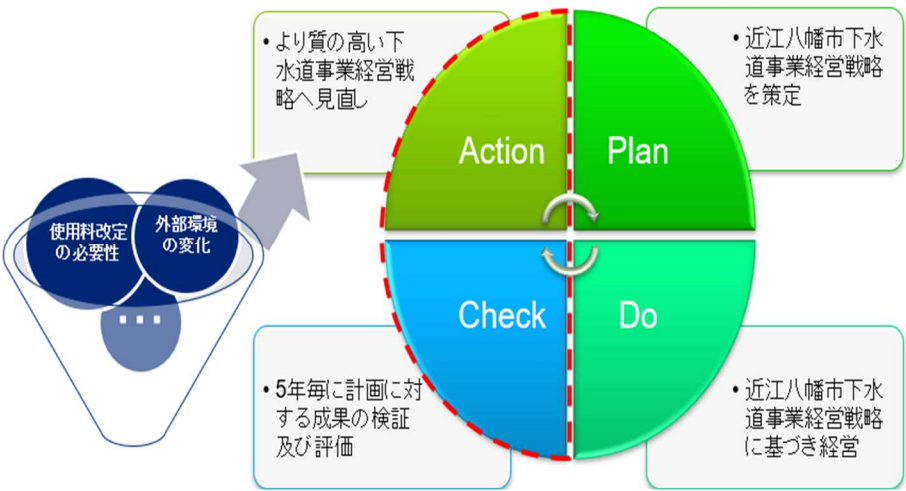 ・より質の高い下
水道事業経営戦
略へ見直し
・近江八幡市下水
道事業経営戦略
を策定
Action
Plan
使用料改定
の必要性
外部環境
の変化
...
Check
Do
・5年毎に計画に対
する成果の検証
及び評価
・近江八幡市下水
道事業経営戦略
に基づき経営